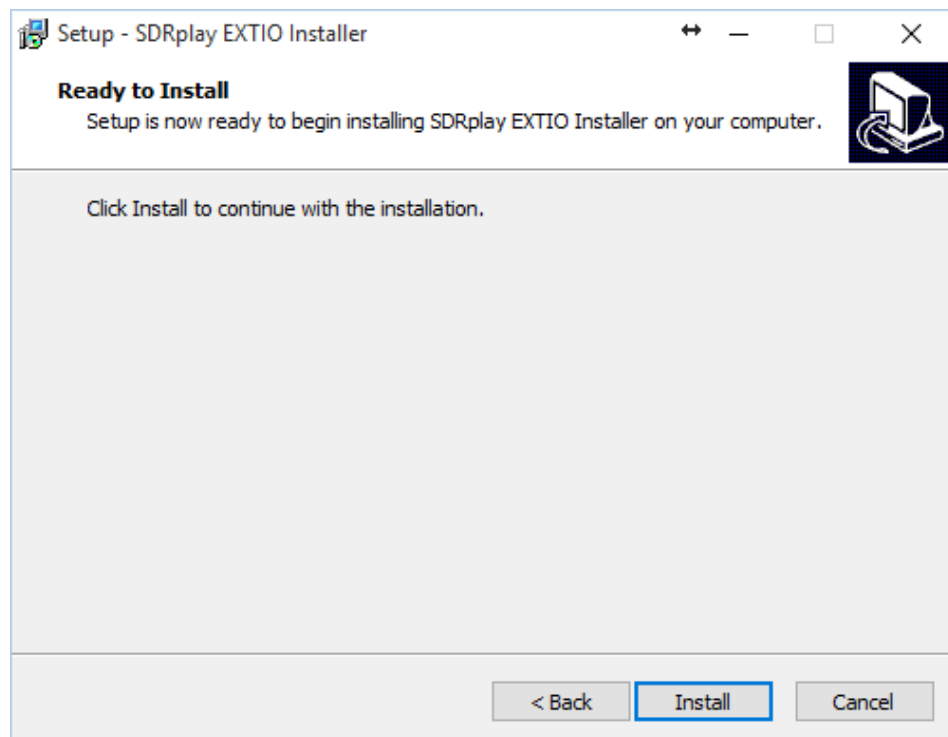 Setup - SDRplay EXTIO Installer
Ready to Install
Setup is now ready to begin installing SDRplay EXTIO Installer on your computer.
Click Install to continue with the installation.
< Back
Install
Cancel